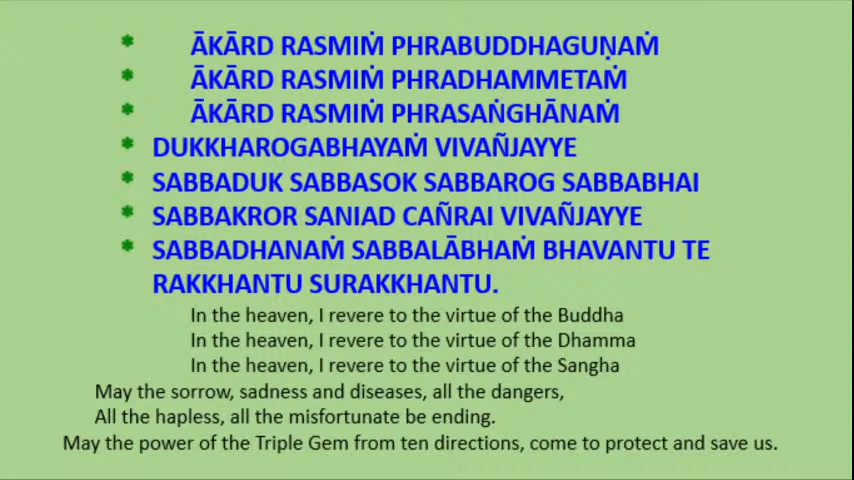 * ĀKĀRD RASMIṀ PHRABUDDHAGUṆAṀ
* ĀKĀRD RASMIṀ PHRADHAMMETAṀ
* ĀKĀRD RASMIṀ PHRASAṄGHĀNAṀ
* DUKKHAROGABHAYAṀ VIVAÑJAYYE
* SABBADUK SABBASOK SABBAROG SABBABHAI
* SABBAKROR SANIAD CAÑRAI VIVAÑJAYYE
* SABBADHANAṀ SABBALĀBHAṀ BHAVANTU TE
RAKKHANTU SURAKKHANTU.
In the heaven, I revere to the virtue of the Buddha
In the heaven, I revere to the virtue of the Dhamma
In the heaven, I revere to the virtue of the Sangha
May the sorrow, sadness and diseases, all the dangers,
All the hapless, all the misfortunate be ending.
May the power of the Triple Gem from ten directions, come to protect and save us.